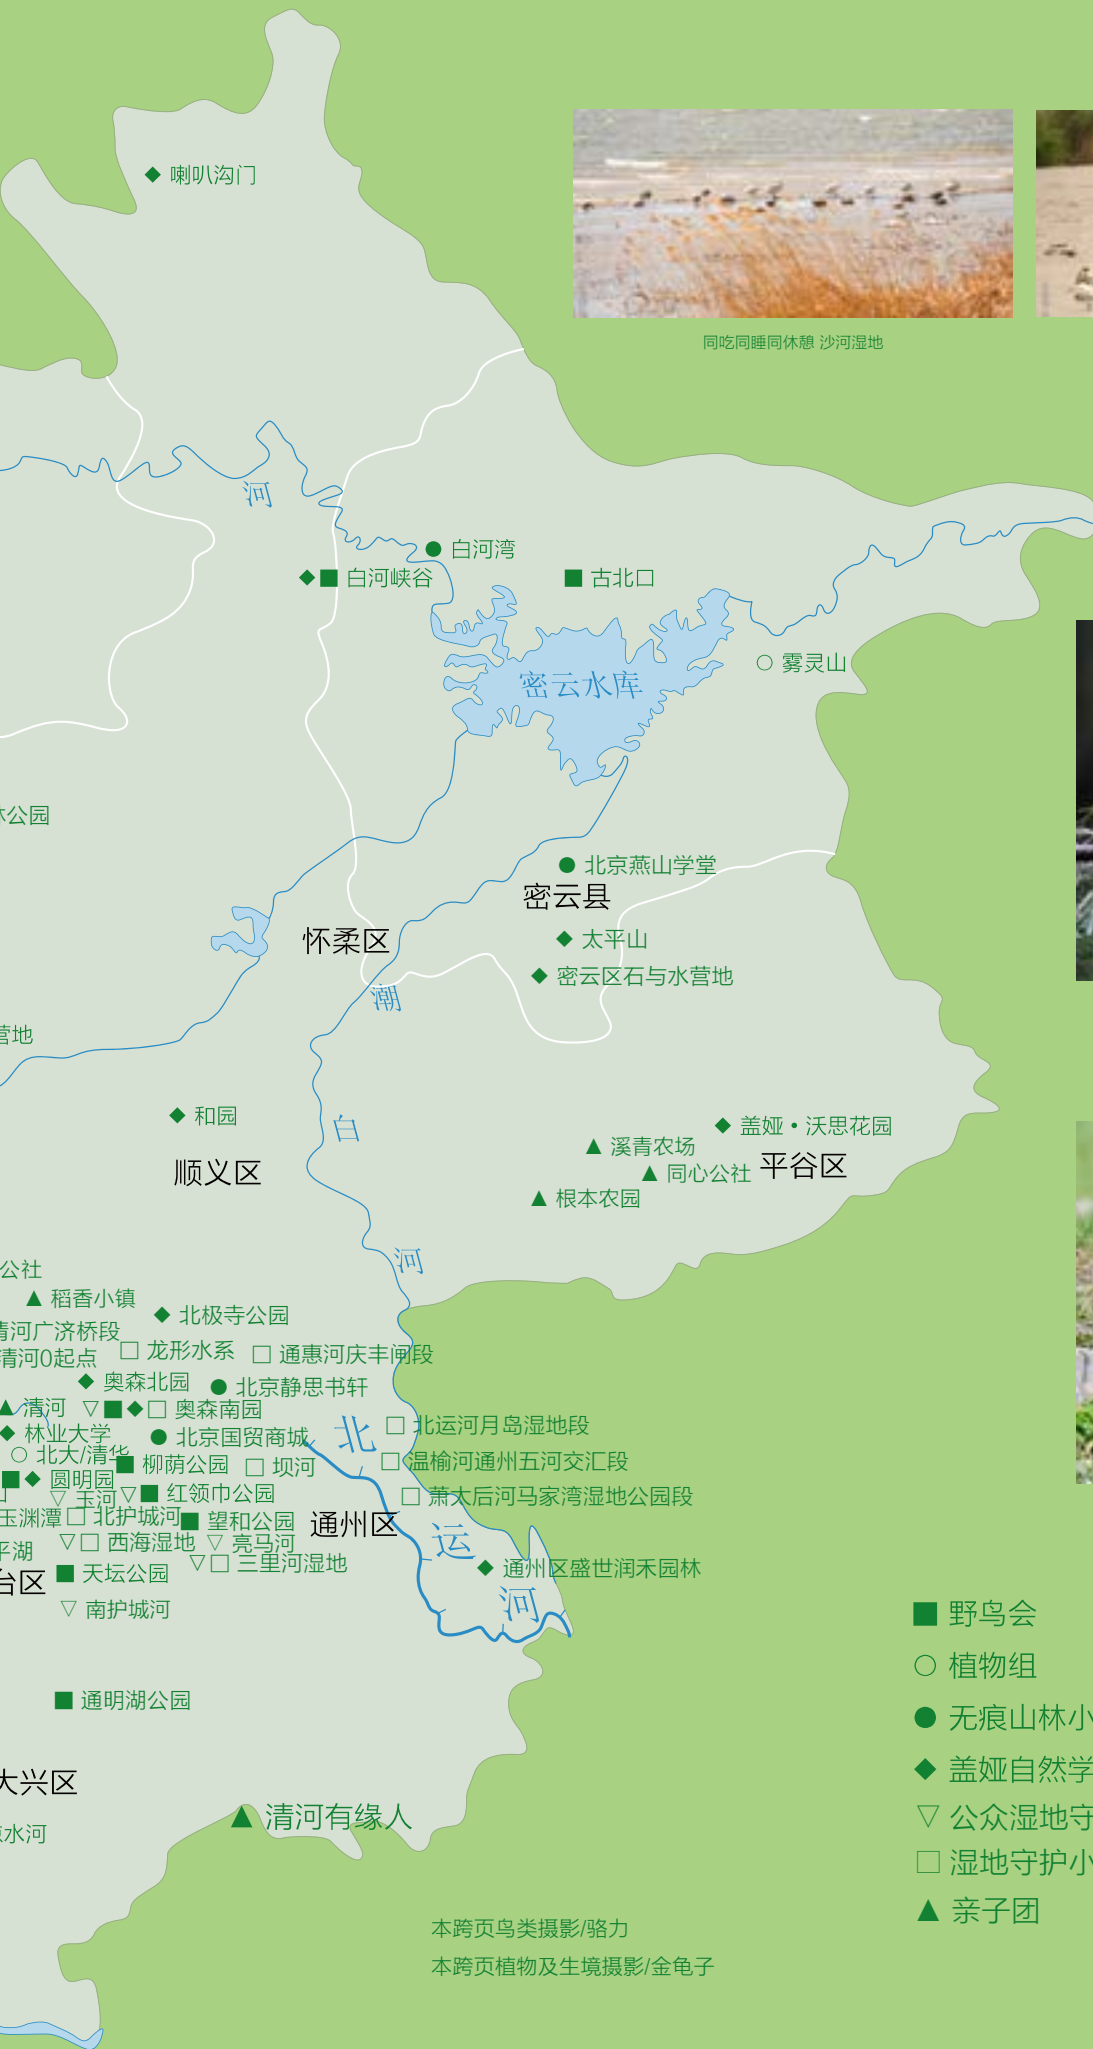 喇叭沟门
同吃同睡同休憩 沙河湿地
河
白河湾
白河峡谷
古北口
雾灵山
密云水库
公园
北京燕山学堂
密云县
怀柔区
太平山
密云区石与水营地
潮
营地
和园
白
盖娅·沃思花园
溪青农场
同心公社
平谷区
顺义区
根本农园
河
公社
稻香小镇
北极寺公园
清河广济桥段
龙形水系
通惠河庆丰闸段
清河0起点
奥森北园
北京静思书轩
清河
奥森南园
北
北运河月岛湿地段
林业大学
北京国贸商城
北大/清华
柳荫公园
坝河
温榆河通州五河交汇段
圆明园
玉河
红领巾公园
萧太后河马家湾湿地公园段
玉渊潭
北护城河
望和公园
通州区
运
西海湿地
亮马河
平湖
三里河湿地
通州区盛世润禾园林
天坛公园
台区
河
南护城河
野鸟会
植物组
通明湖公园
无痕山林小
大兴区
盖娅自然学
清河有缘人
公众湿地守
水河
湿地守护小
亲子团
本跨页鸟类摄影/骆力
本跨页植物及生境摄影/金龟子